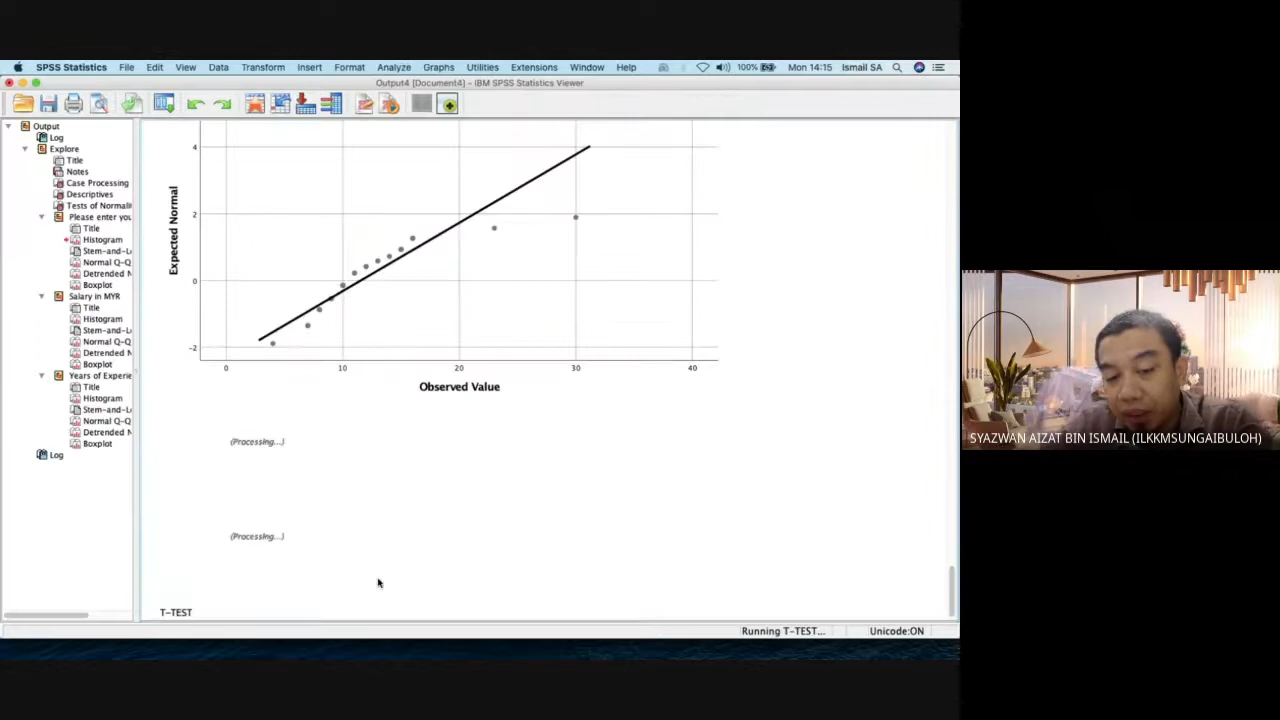 SPSS Statistics File Edit View Data Transform Insert Format Analyze Graphs Utilities Extensions Window Help 100% Mon 14:15 Ismail SA
Output4 [Document4] - IBM SPSS Statistics Viewer
Output
Log
Explore
Title
Notes
Case Processing
Descriptives
Tests of Normali
Please enter you
Title
Histogram
Stem-and-Le
Normal Q-Q
Detrended N
Boxplot
Salary in MYR
Title
Histogram
Stem-and-Le
Normal Q-Q
Detrended N
Boxplot
Years of Experie
Title
Histogram
Stem-and-Le
Normal Q-Q
Detrended N
Boxplot
Log
Expected Normal
4
2
0
-2
0 10 20 30 40
Observed Value
(Processing...)
(Processing...)
T-TEST
Running T-TEST... Unicode:ON
SYAZWAN AIZAT BIN ISMAIL (ILKKMSUNGAIBULOH)